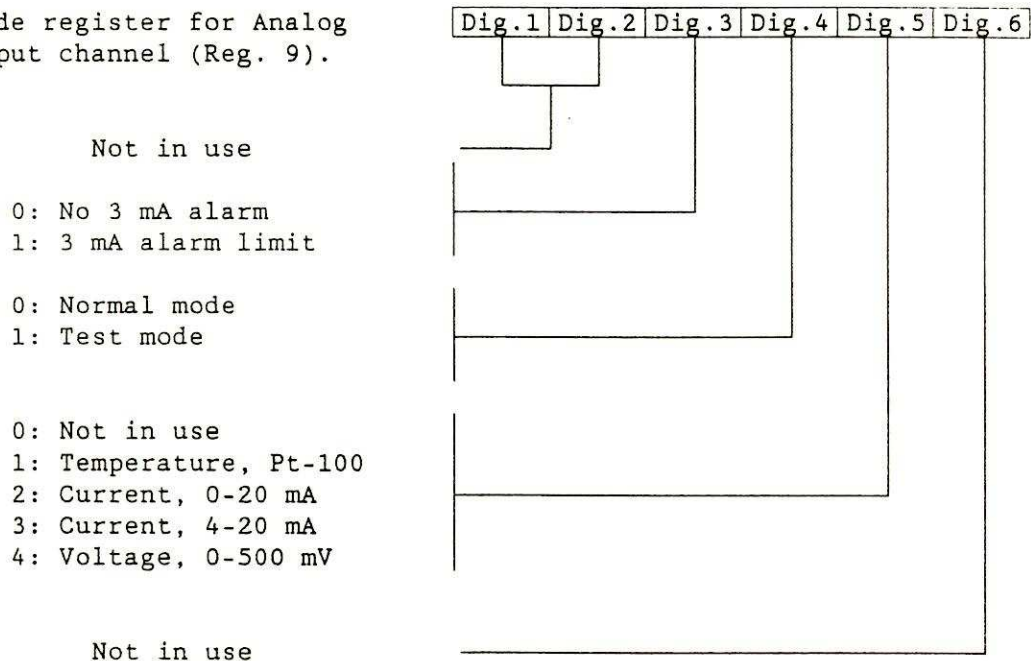 de register for Analog
put channel (Reg. 9).
Dig.1 Dig.2 Dig.3 Dig.4 Dig.5 Dig.6
Not in use
0: No 3 mA alarm
1: 3 mA alarm limit
0: Normal mode
1: Test mode
0: Not in use
1: Temperature, Pt-100
2: Current, 0-20 mA
3: Current, 4-20 mA
4: Voltage, 0-500 mV
Not in use